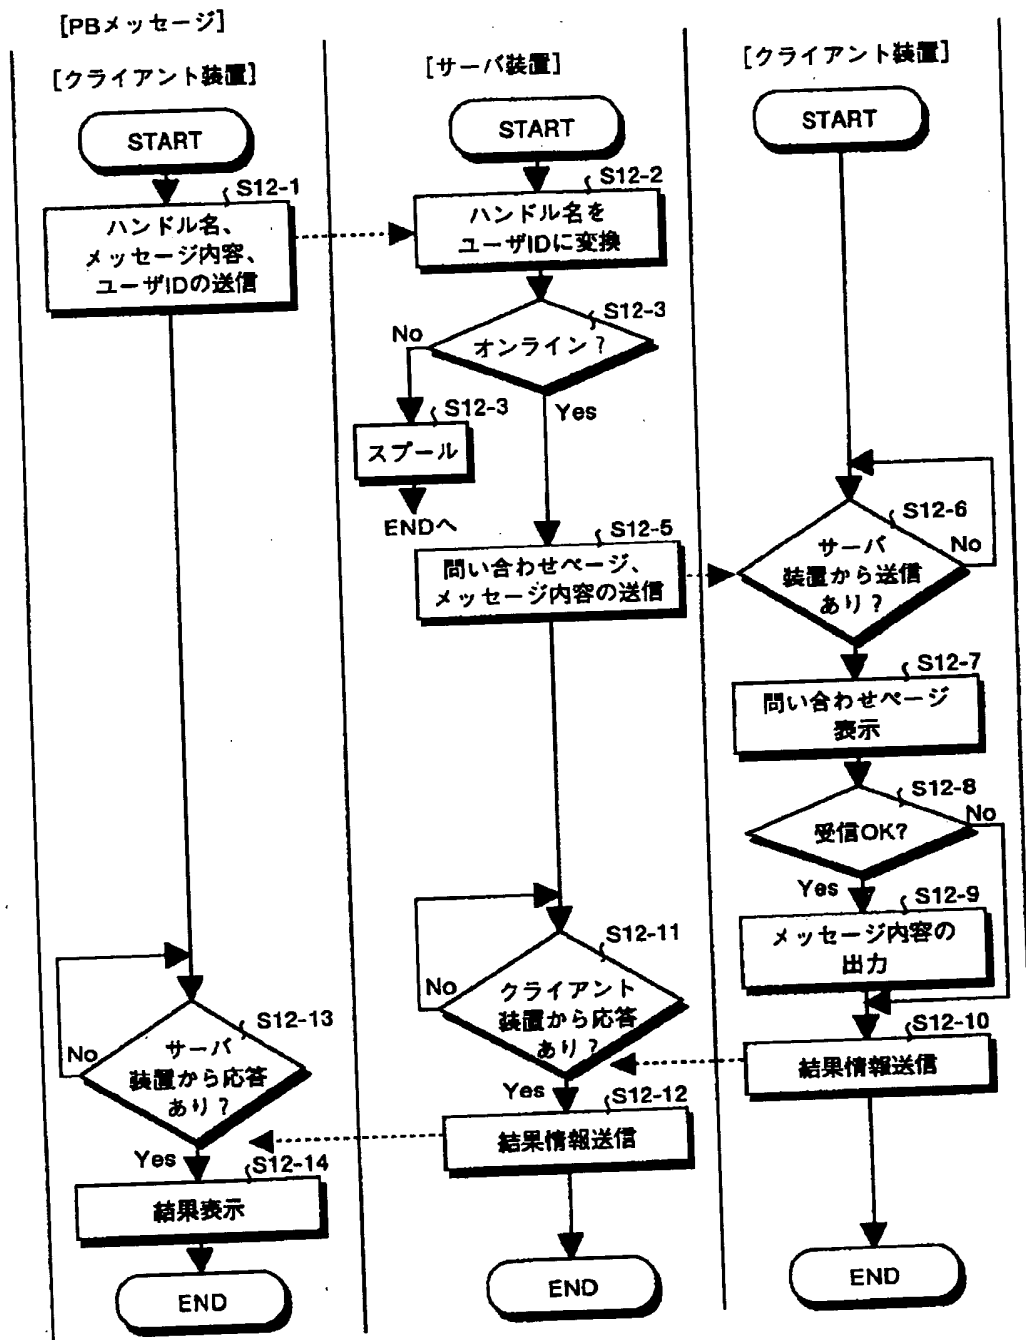 [PBメッセージ]
[クライアント装置]
START
S12-1
ハンドル名、
メッセージ内容、
ユーザIDの送信
S12-13
No
サーバ
装置から応答
あり?
Yes
S12-14
結果表示
END
[サーバ装置]
START
S12-2
ハンドル名を
ユーザIDに変換
S12-3
No
オンライン?
Yes
S12-3
スプール
ENDへ
S12-5
問い合わせページ、
メッセージ内容の送信
S12-11
No
クライアント
装置から応答
あり?
Yes
S12-12
結果情報送信
END
[クライアント装置]
START
S12-6
No
サーバ
装置から送信
あり?
S12-7
問い合わせページ
表示
S12-8
No
受信OK?
Yes
S12-9
メッセージ内容の
出力
S12-10
結果情報送信
END